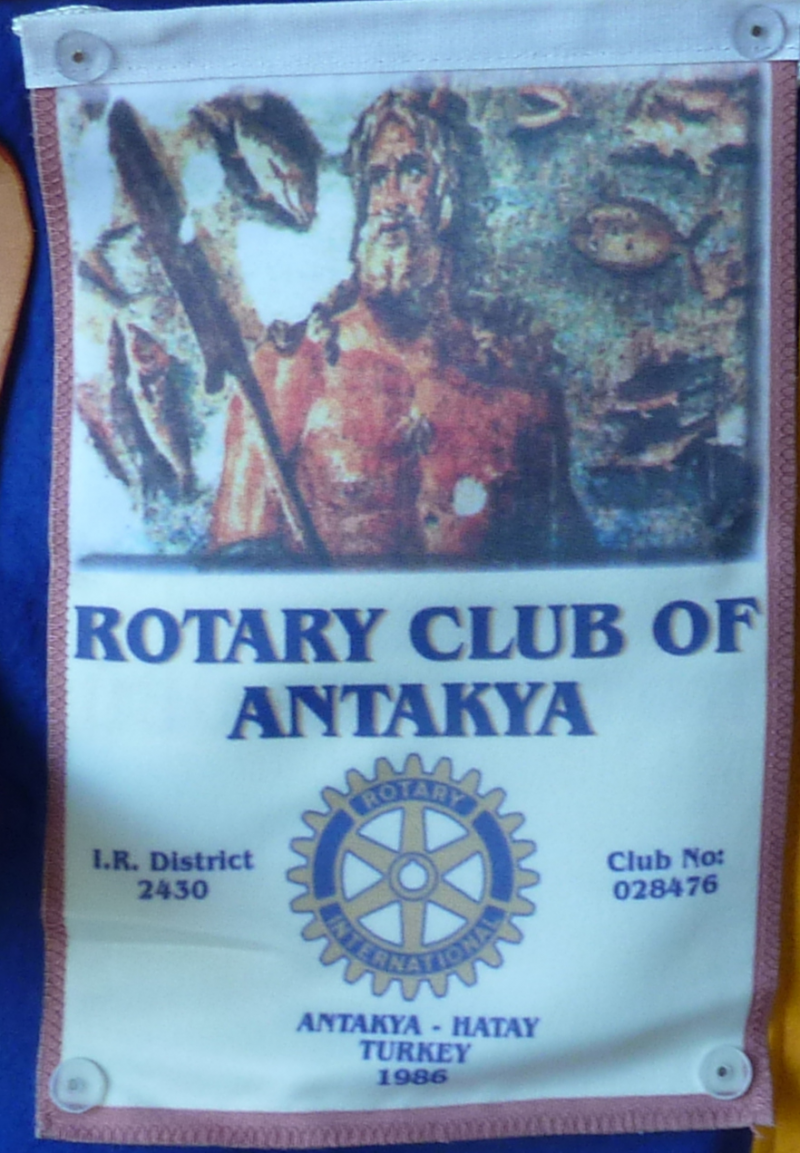 ROTARY CLUB OF
ANTAKYA
ROTARY
INTERNATIONAL
I.R. District
2430
Club No:
028476
ANTAKYA - HATAY
TURKEY
1986